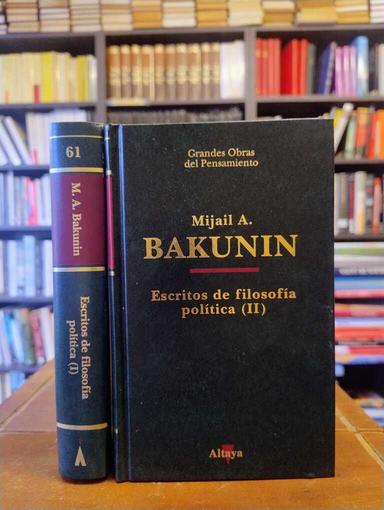 61
M. A. Bakunin
Escritos de filosofía
política (I)
Grandes Obras
del Pensamiento
Mijail A.
BAKUNIN
Escritos de filosofía
política (II)
Altaya